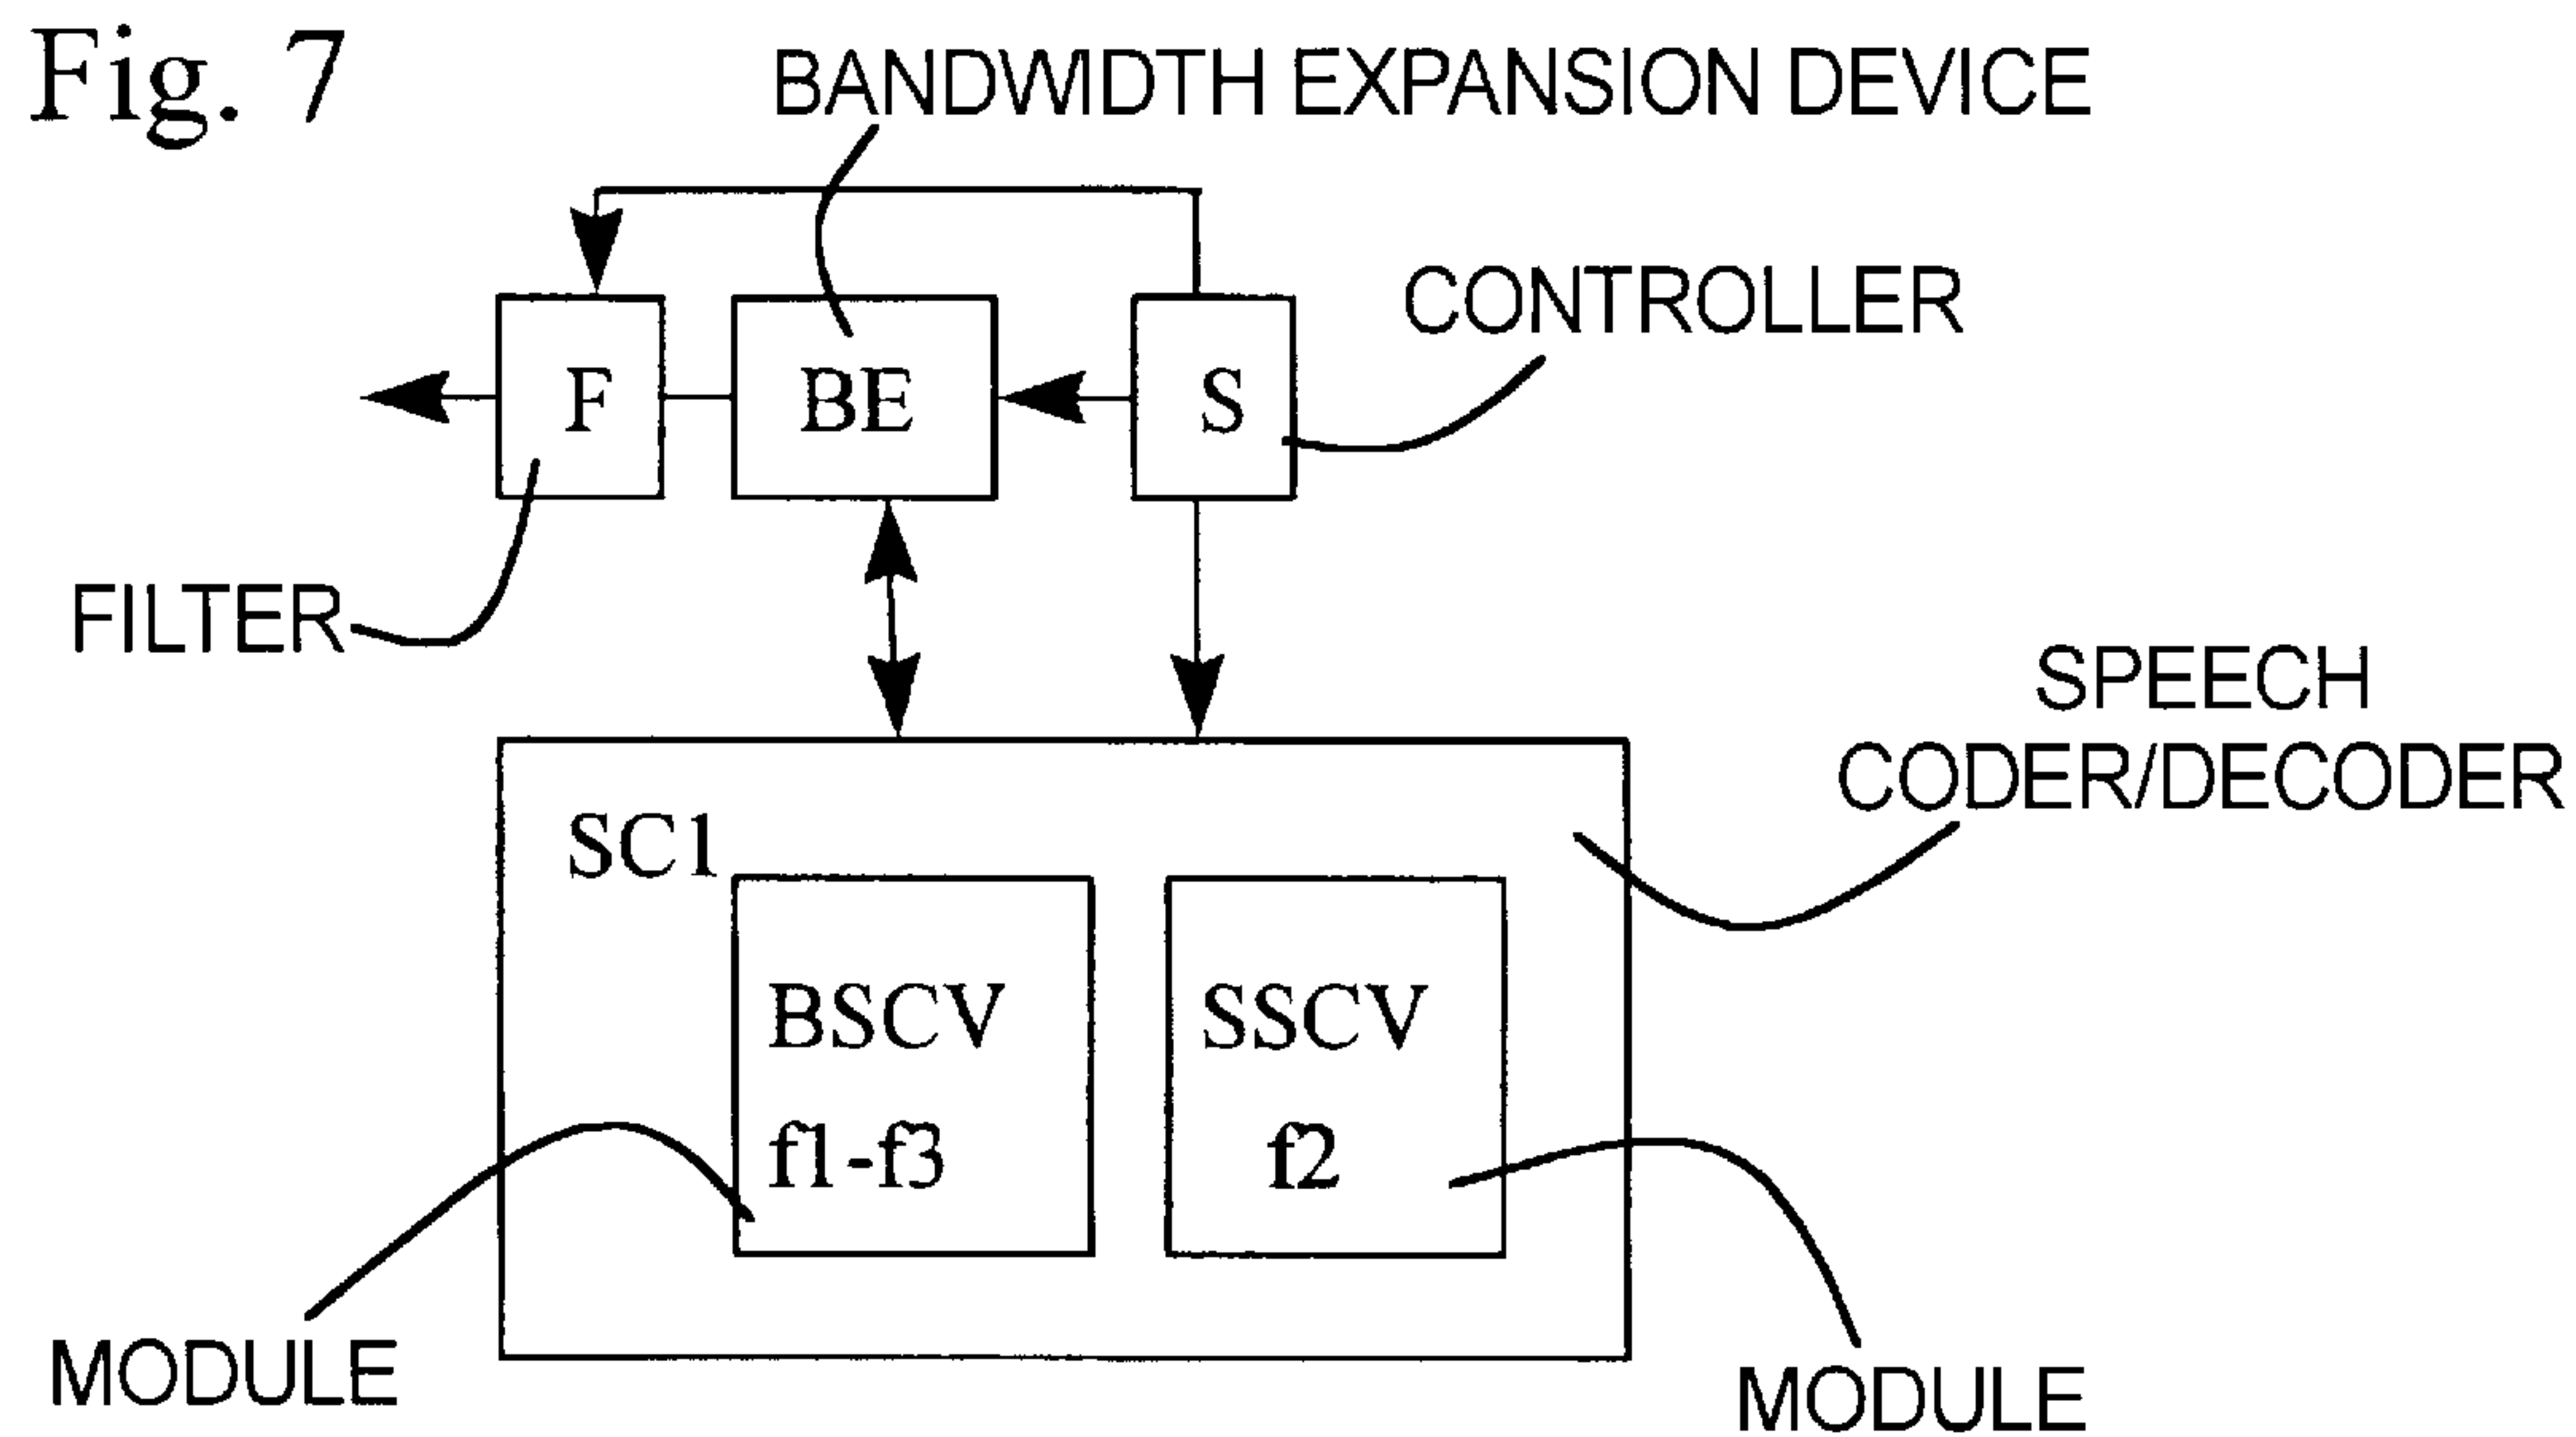 Fig. 7
BANDWIDTH EXPANSION DEVICE
CONTROLLER
F
BE
S
FILTER
SPEECH
CODER/DECODER
SC1
BSCV
f1-f3
SSCV
f2
MODULE
MODULE